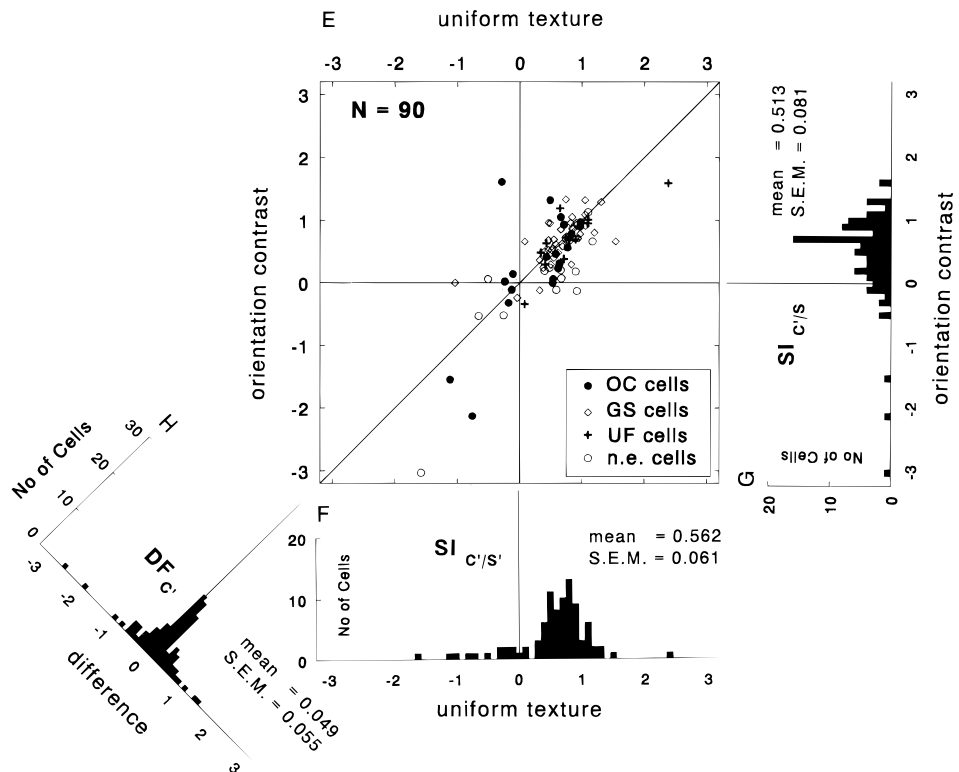 E
uniform texture
-3 -2 -1 0 1 2 3
N = 90
orientation contrast
3
2
1
0
-1
-2
-3
OC cells
GS cells
UF cells
n.e. cells
mean = 0.513
S.E.M. = 0.081
SI C'/S
G
No of Cells
20 10 0
3
2
1
0
-1
-2
-3
orientation contrast
F
SI C'/S'
mean = 0.562
S.E.M. = 0.061
No of Cells
20
10
0
-3 -2 -1 0 1 2 3
uniform texture
H
No of Cells
0 10 20 30
DF C'
-3 -2 -1 0 1 2 3
difference
mean = 0.049
S.E.M. = 0.055